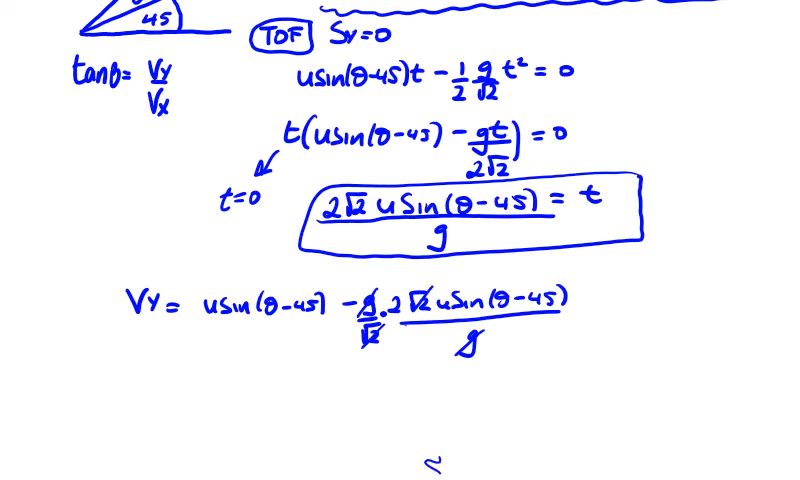 45
TOF Sy=0
tanθ = Vy/Vx
usin(θ-45)t - 1/2 g/√2 t² = 0
t(usin(θ-45) - gt/2√2) = 0
t=0
2√2 u Sin(θ-45)/g = t
Vy = usin(θ-45) - g/√2 . 2√2 usin(θ-45)/g